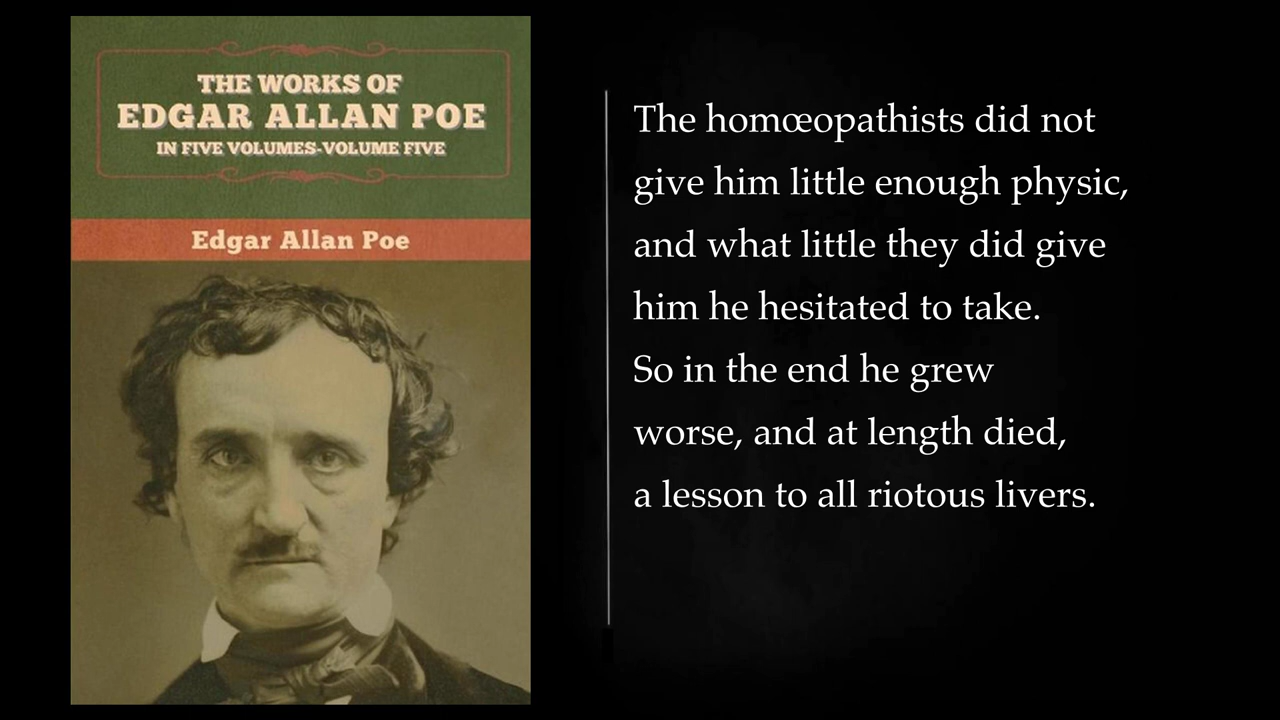 THE WORKS OF
EDGAR ALLAN POE
IN FIVE VOLUMES-VOLUME FIVE
Edgar Allan Poe
The homœopathists did not
give him little enough physic,
and what little they did give
him he hesitated to take.
So in the end he grew
worse, and at length died,
a lesson to all riotous livers.